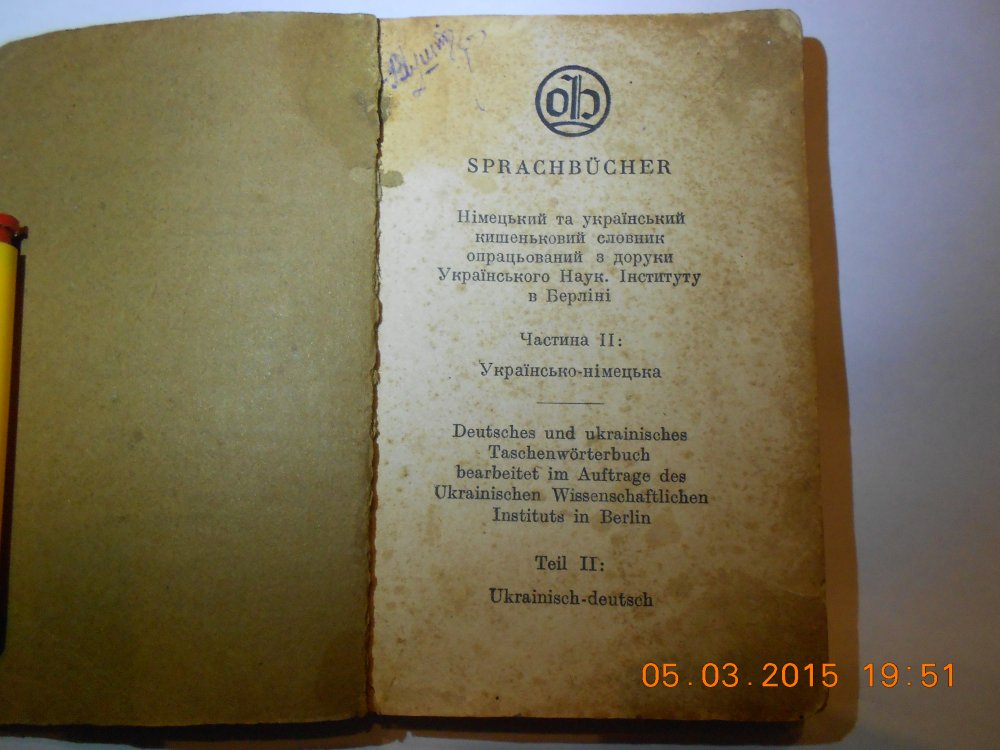 SPRACHBÜCHER
Німецький та український
кишеньковий словник
опрацьований з доруки
Українського Наук. Інституту
в Берліні
Частина II:
Українсько-німецька
Deutsches und ukrainisches
Taschenwörterbuch
bearbeitet im Auftrage des
Ukrainischen Wissenschaftlichen
Instituts in Berlin
Teil II:
Ukrainisch-deutsch
05.03.2015 19:51